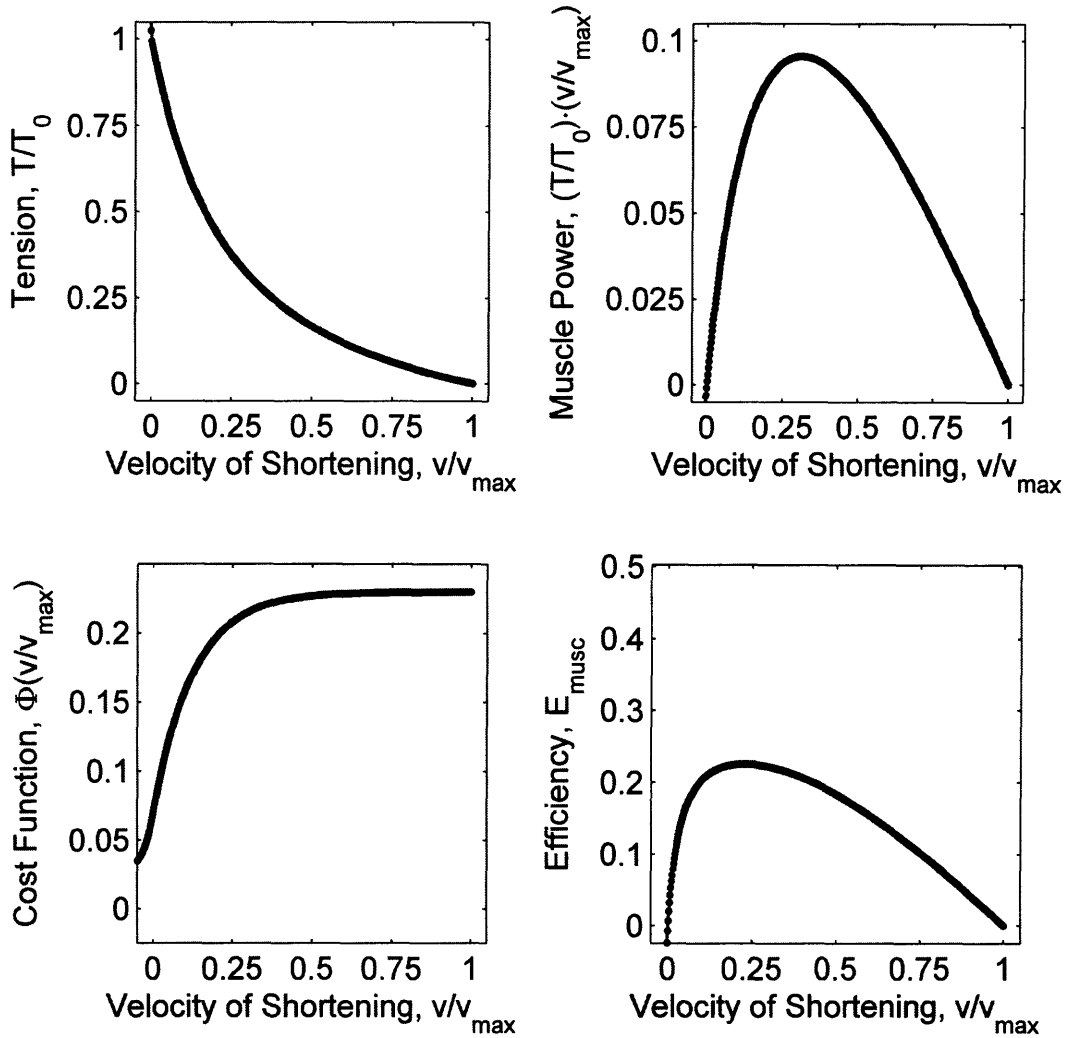 Tension, T/T0
1
0.75
0.5
0.25
0
0 0.25 0.5 0.75 1
Velocity of Shortening, v/vmax
Muscle Power, (T/T0)·(v/vmax)
0.1
0.075
0.05
0.025
0
0 0.25 0.5 0.75 1
Velocity of Shortening, v/vmax
Cost Function, Φ(v/vmax)
0.2
0.15
0.1
0.05
0
0 0.25 0.5 0.75 1
Velocity of Shortening, v/vmax
Efficiency, Emusc
0.5
0.4
0.3
0.2
0.1
0
0 0.25 0.5 0.75 1
Velocity of Shortening, v/vmax